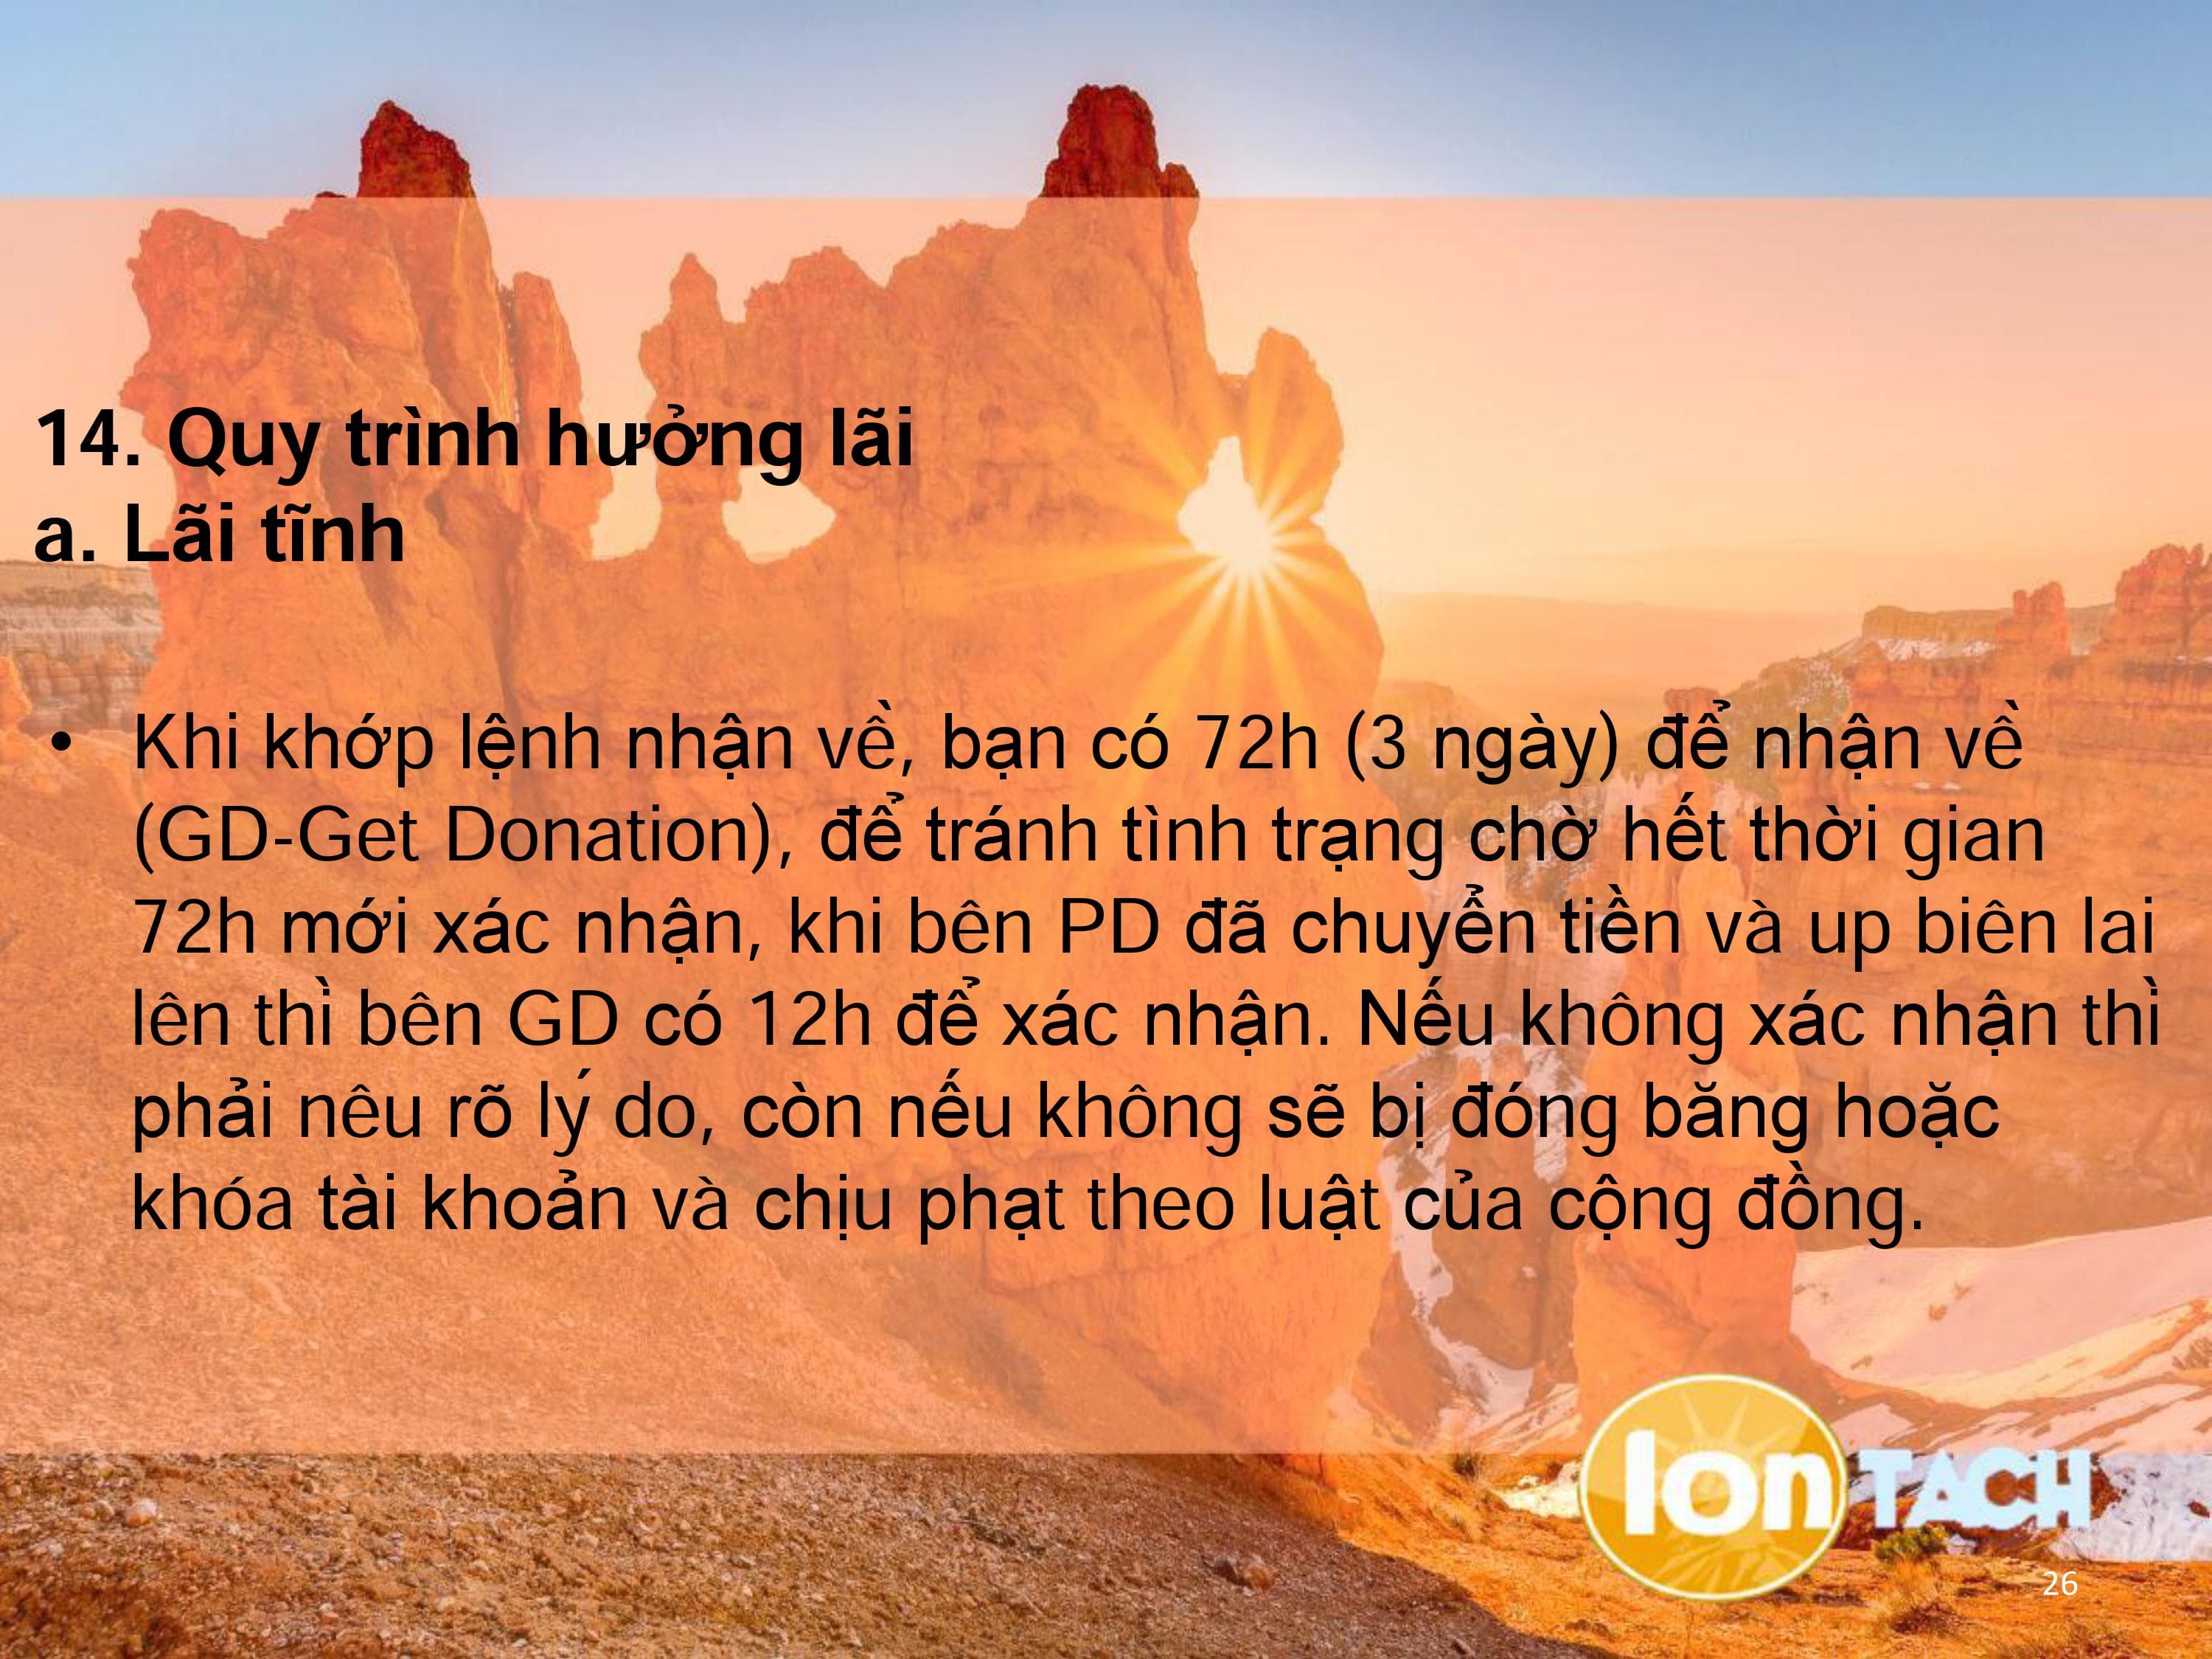 14. Quy trình hưởng lãi
a. Lãi tĩnh
• Khi khớp lệnh nhận về, bạn có 72h (3 ngày) để nhận về
(GD-Get Donation), để tránh tình trạng chờ hết thời gian
72h mới xác nhận, khi bên PD đã chuyển tiền và up biên lai
lên thì bên GD có 12h để xác nhận. Nếu không xác nhận thì
phải nêu rõ lý do, còn nếu không sẽ bị đóng băng hoặc
khóa tài khoản và chịu phạt theo luật của cộng đồng.
Ion TACH
26